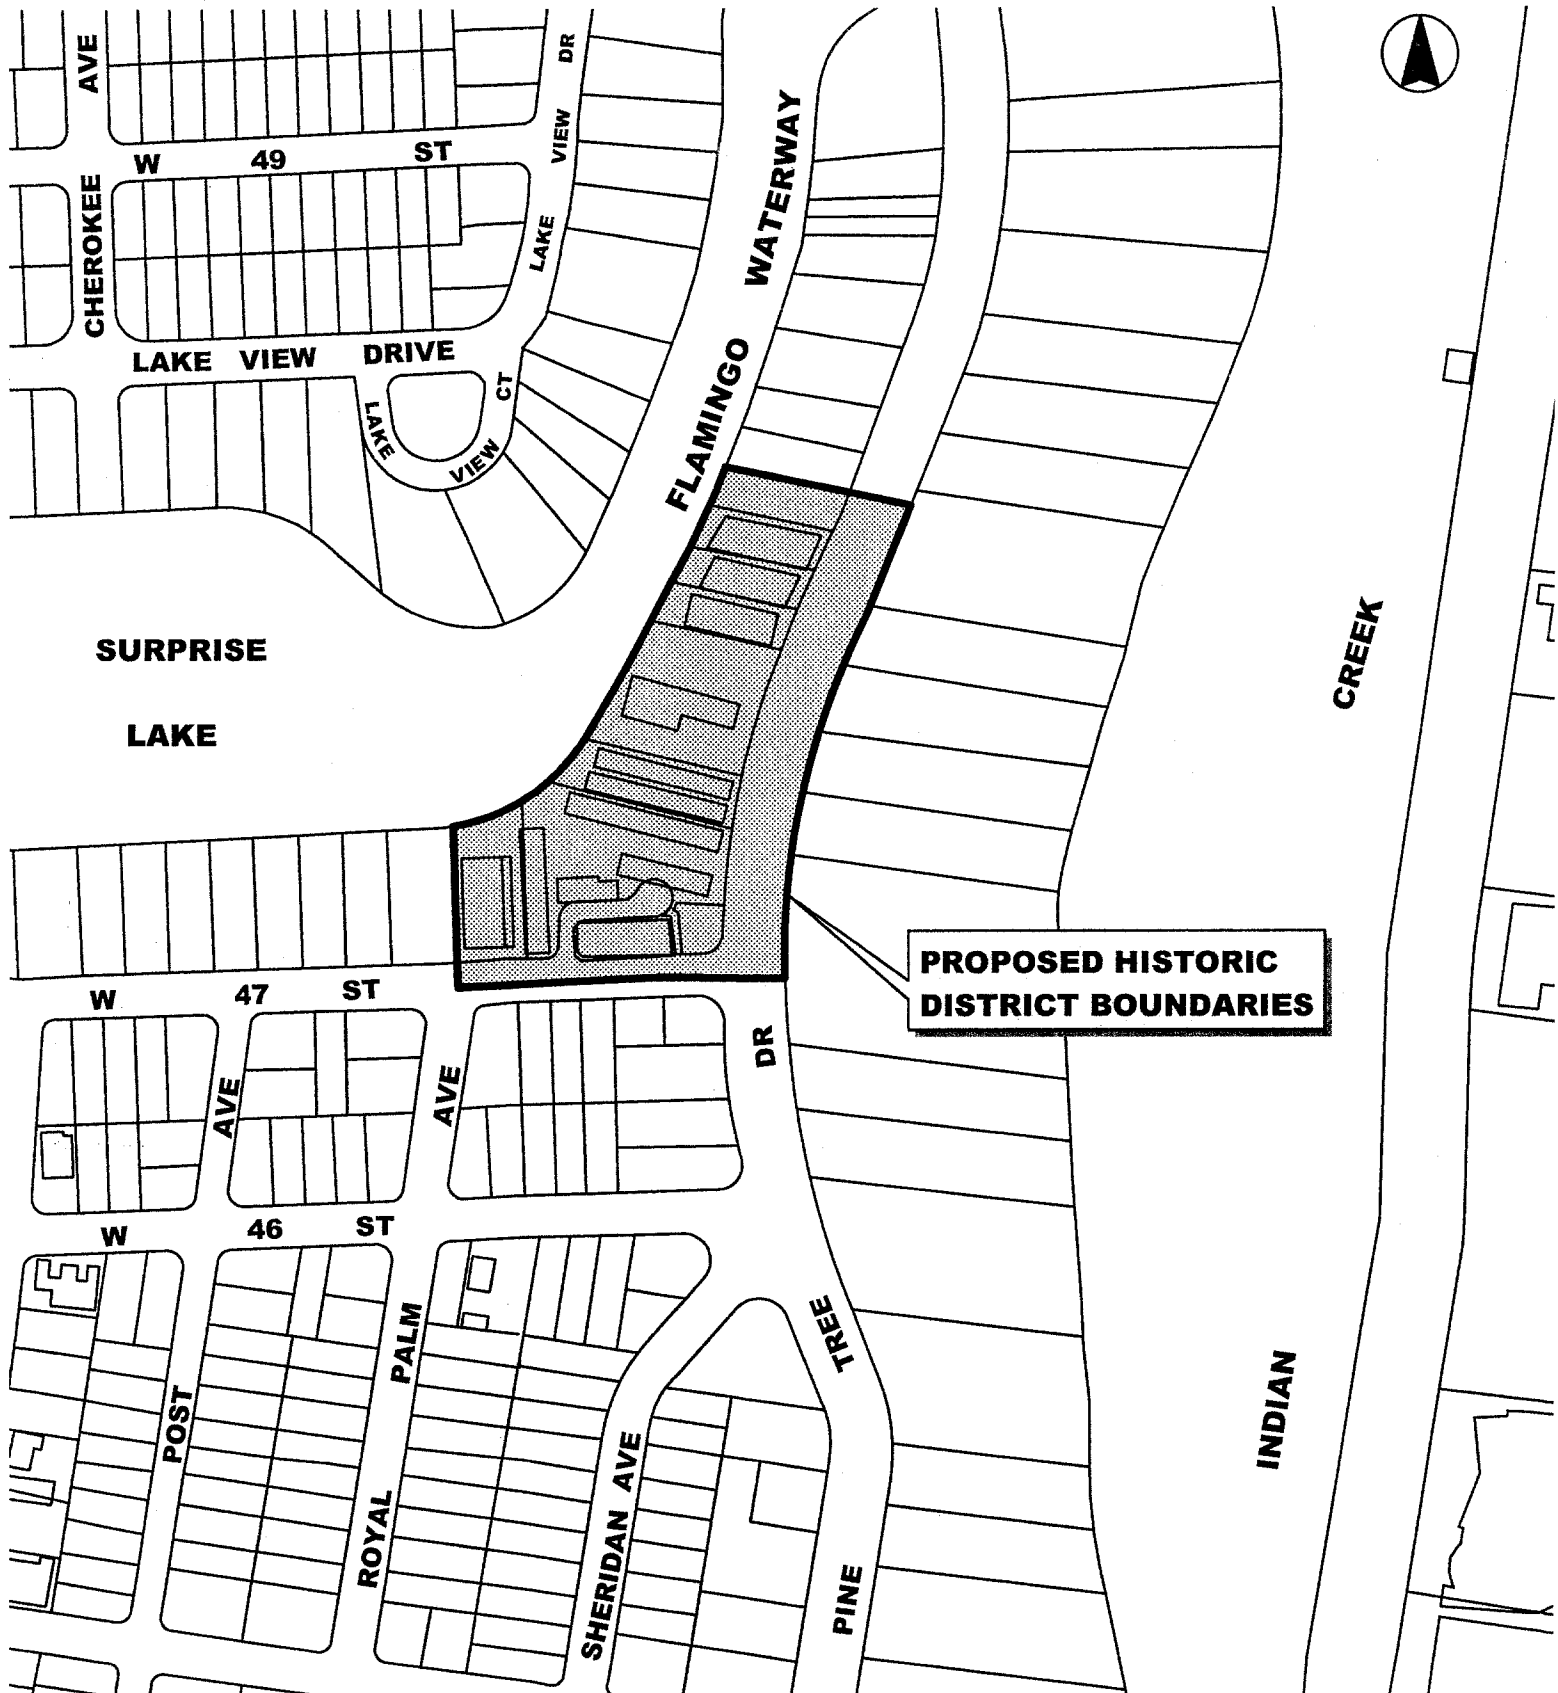 CHEROKEE AVE
W 49 ST
LAKE VIEW DR
LAKE VIEW DRIVE
LAKE VIEW CT
FLAMINGO WATERWAY
SURPRISE
LAKE
INDIAN CREEK
PROPOSED HISTORIC
DISTRICT BOUNDARIES
W 47 ST
W 46 ST
POST AVE
ROYAL PALM AVE
SHERIDAN AVE
PINE TREE DR